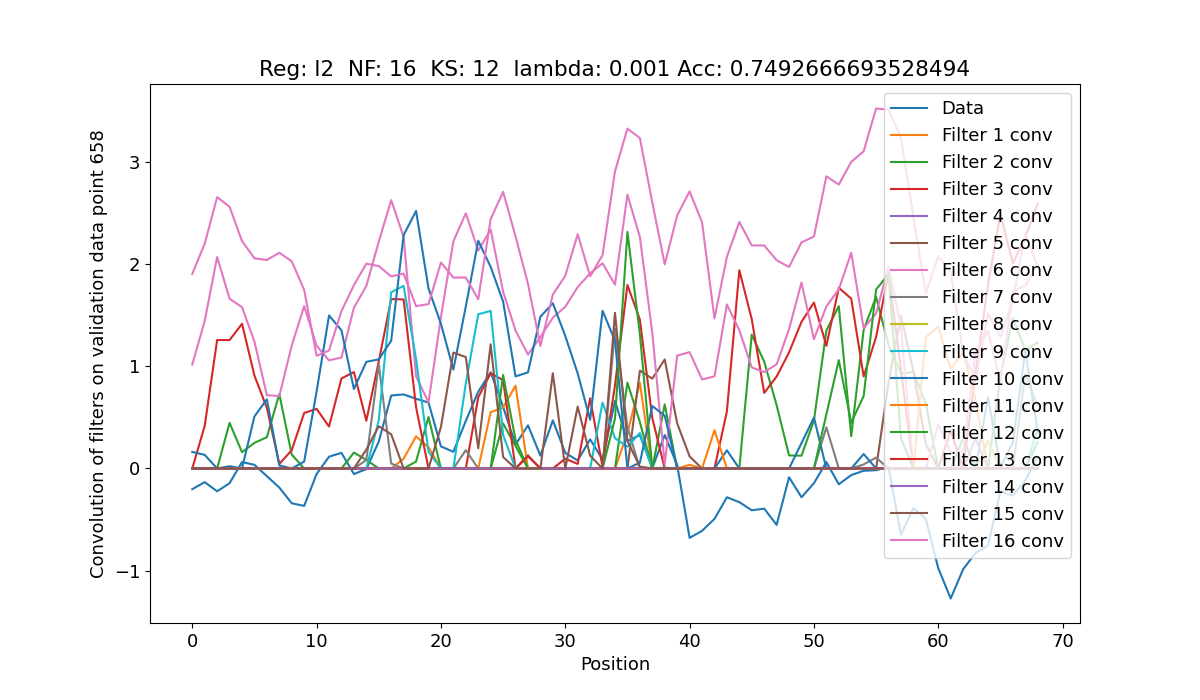 Reg: l2  NF: 16  KS: 12  lambda: 0.001 Acc: 0.7492666693528494
Convolution of filters on validation data point 658
3
2
1
0
−1
0 10 20 30 40 50 60 70
Position
Data
Filter 1 conv
Filter 2 conv
Filter 3 conv
Filter 4 conv
Filter 5 conv
Filter 6 conv
Filter 7 conv
Filter 8 conv
Filter 9 conv
Filter 10 conv
Filter 11 conv
Filter 12 conv
Filter 13 conv
Filter 14 conv
Filter 15 conv
Filter 16 conv